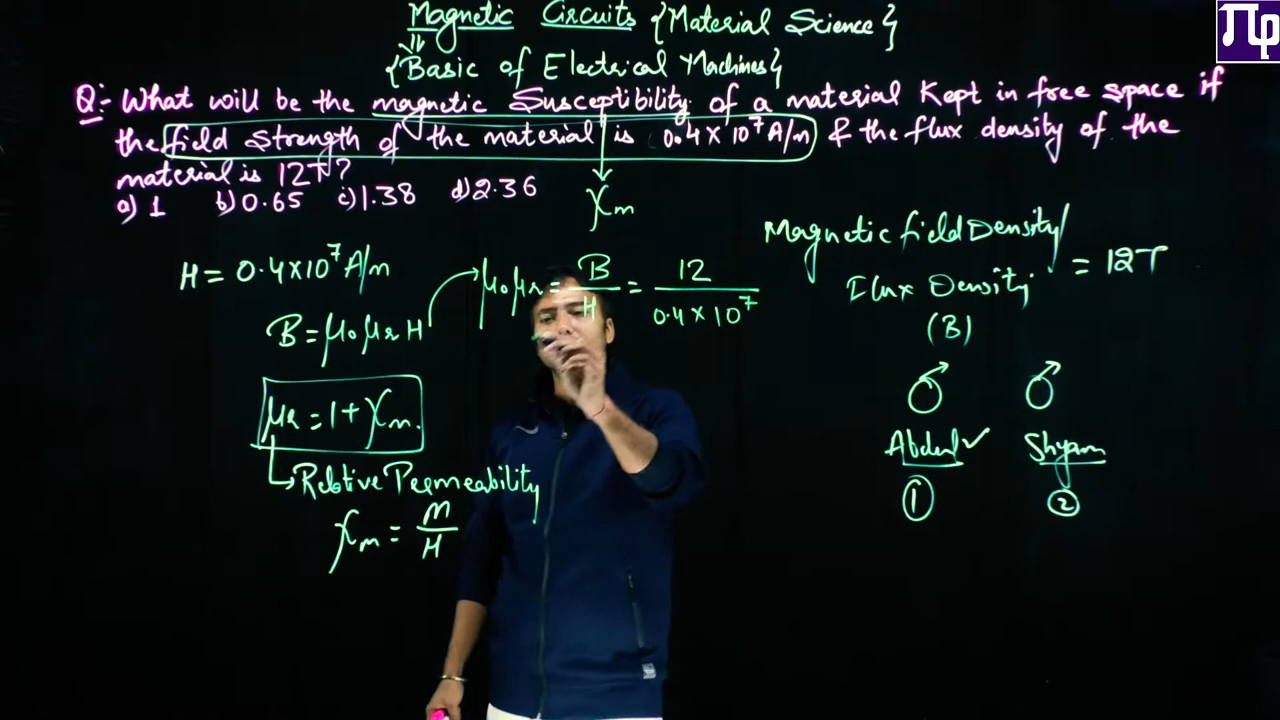 Magnetic Circuits {Material Science}
{Basic of Electrical Machines}
Q:- What will be the magnetic Susceptibility of a material Kept in free space if
the field strength of the material is 0.4×10⁷A/m & the flux density of the
material is 12T?
a) 1 b) 0.65 c) 1.38 d) 2.36
χm
H = 0.4×10⁷A/m
B = μ₀μrH
μr = 1+χm.
Relative Permeability
χm = M/H
μ₀μr = B/H = 12/0.4×10⁷
Magnetic field Density/
Flux Density = 12T
(B)
Abdul✓ Shyam
① ②
πφ